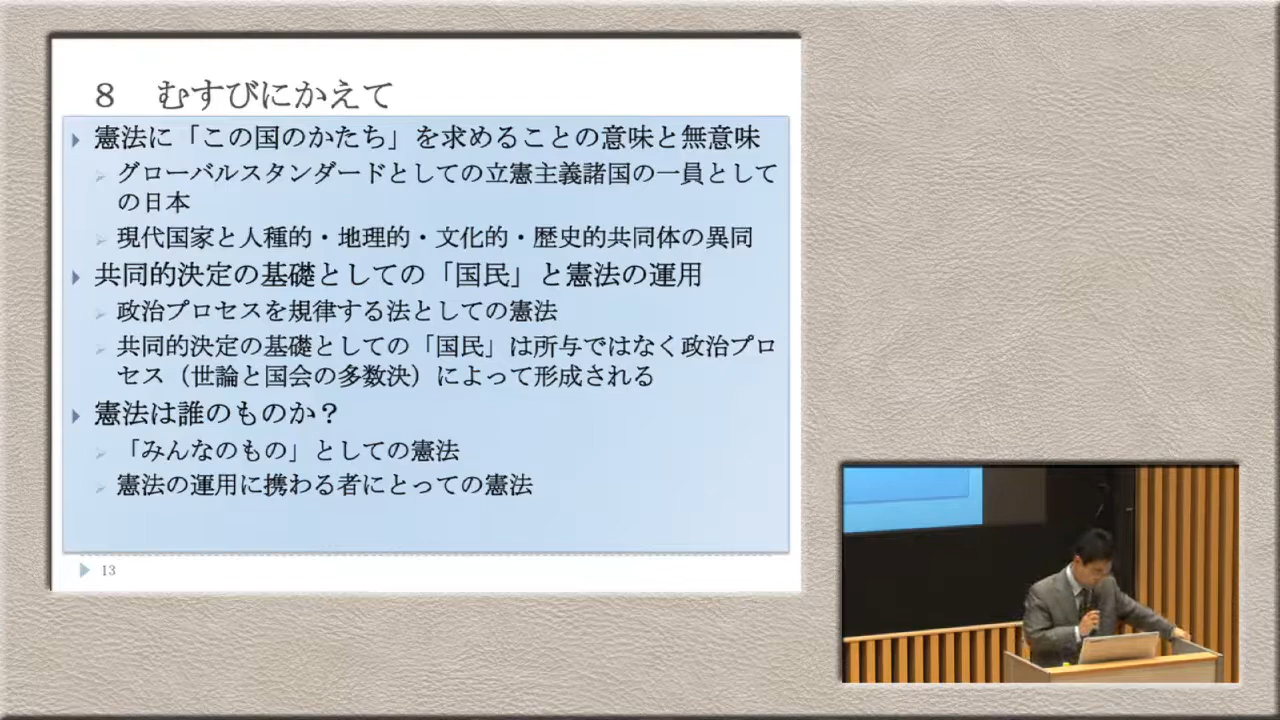 8 むすびにかえて
憲法に「この国のかたち」を求めることの意味と無意味
グローバルスタンダードとしての立憲主義諸国の一員として
の日本
現代国家と人種的・地理的・文化的・歴史的共同体の異同
共同的決定の基礎としての「国民」と憲法の運用
政治プロセスを規律する法としての憲法
共同的決定の基礎としての「国民」は所与ではなく政治プロ
セス（世論と国会の多数決）によって形成される
憲法は誰のものか？
「みんなのもの」としての憲法
憲法の運用に携わる者にとっての憲法
13